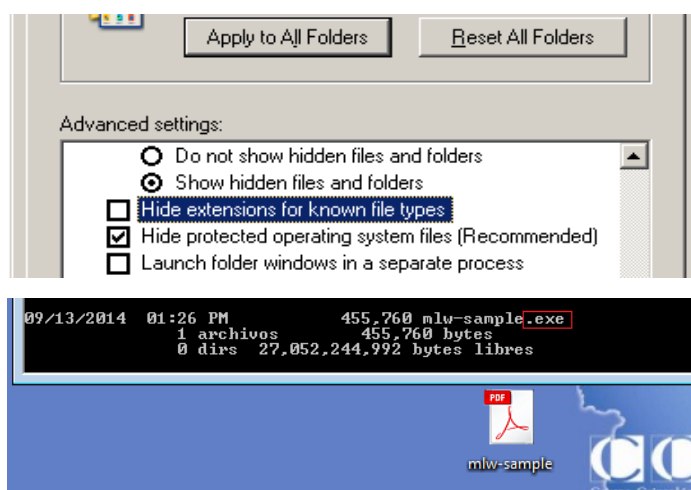 Apply to All Folders
Reset All Folders
Advanced settings:
Do not show hidden files and folders
Show hidden files and folders
Hide extensions for known file types
Hide protected operating system files (Recommended)
Launch folder windows in a separate process
09/13/2014 01:26 PM 455,760 mlw-sample.exe
1 archivos 455,760 bytes
0 dirs 27,052,244,992 bytes libres
PDF
mlw-sample